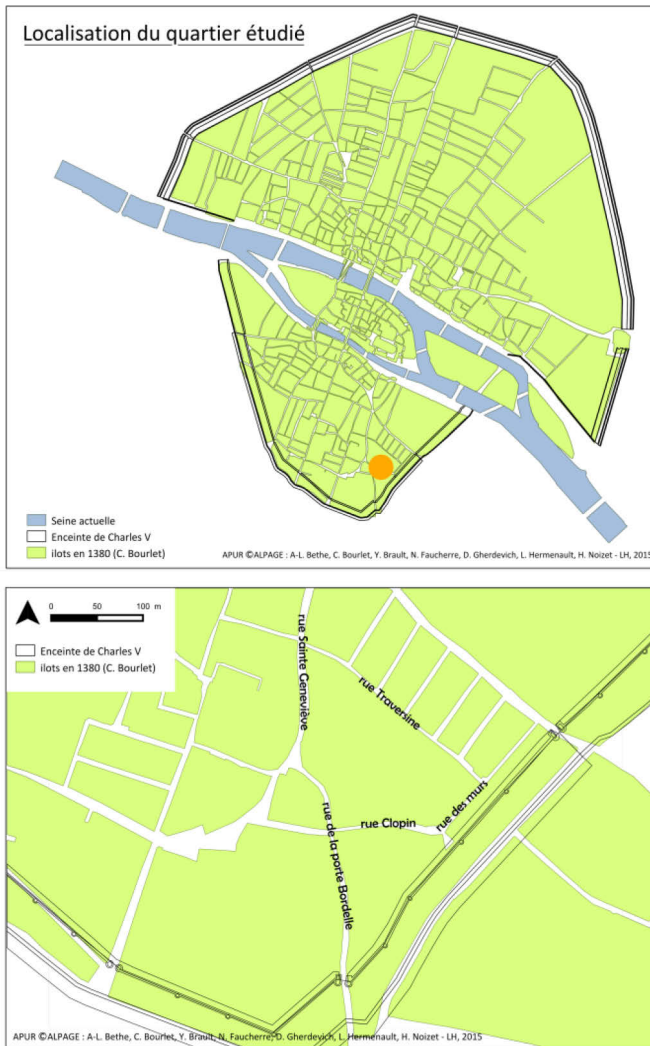 Localisation du quartier étudié
Seine actuelle
Enceinte de Charles V
ilots en 1380 (C. Bourlet)
APUR ©ALPAGE : A-L. Bethe, C. Bourlet, Y. Brault, N. Faucherre, D. Gherdevich, L. Hermenault, H. Noizet - LH, 2015
0 50 100 m
Enceinte de Charles V
ilots en 1380 (C. Bourlet)
rue Sainte Geneviève
rue Traversine
rue des murs
rue Clopin
rue de la porte Bordelle
APUR ©ALPAGE : A-L. Bethe, C. Bourlet, Y. Brault, N. Faucherre, D. Gherdevich, L. Hermenault, H. Noizet - LH, 2015